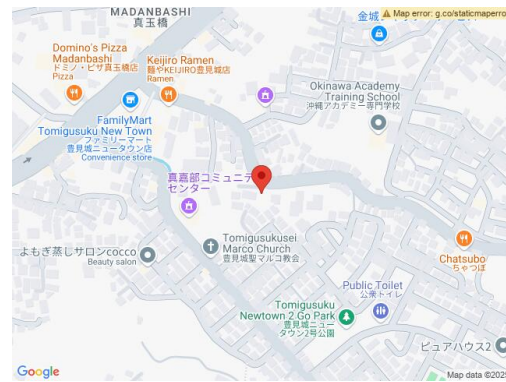 MADANBASHI
真玉橋
Map error: g.co/staticmaperro
Domino's Pizza
Madanbashi
ドミノ・ピザ真玉橋店
Pizza
Keijiro Ramen
麺やKEIJIRO豊見城店
Ramen
Okinawa Academy
Training School
沖縄アカデミー専門学校
FamilyMart
Tomigusuku New Town
ファミリーマート
豊見城ニュータウン店
Convenience store
真嘉部コミュニテ
センター
よもぎ蒸しサロンcocco
Beauty salon
Tomigusukusei
Marco Church
豊見城聖マルコ教会
Chatsubo
ちゃつぼ
Public Toilet
公衆トイレ
Tomigusuku
Newtown 2 Go Park
豊見城ニュー
タウン2号公園
ピュアハウス2
Google
Map data ©202